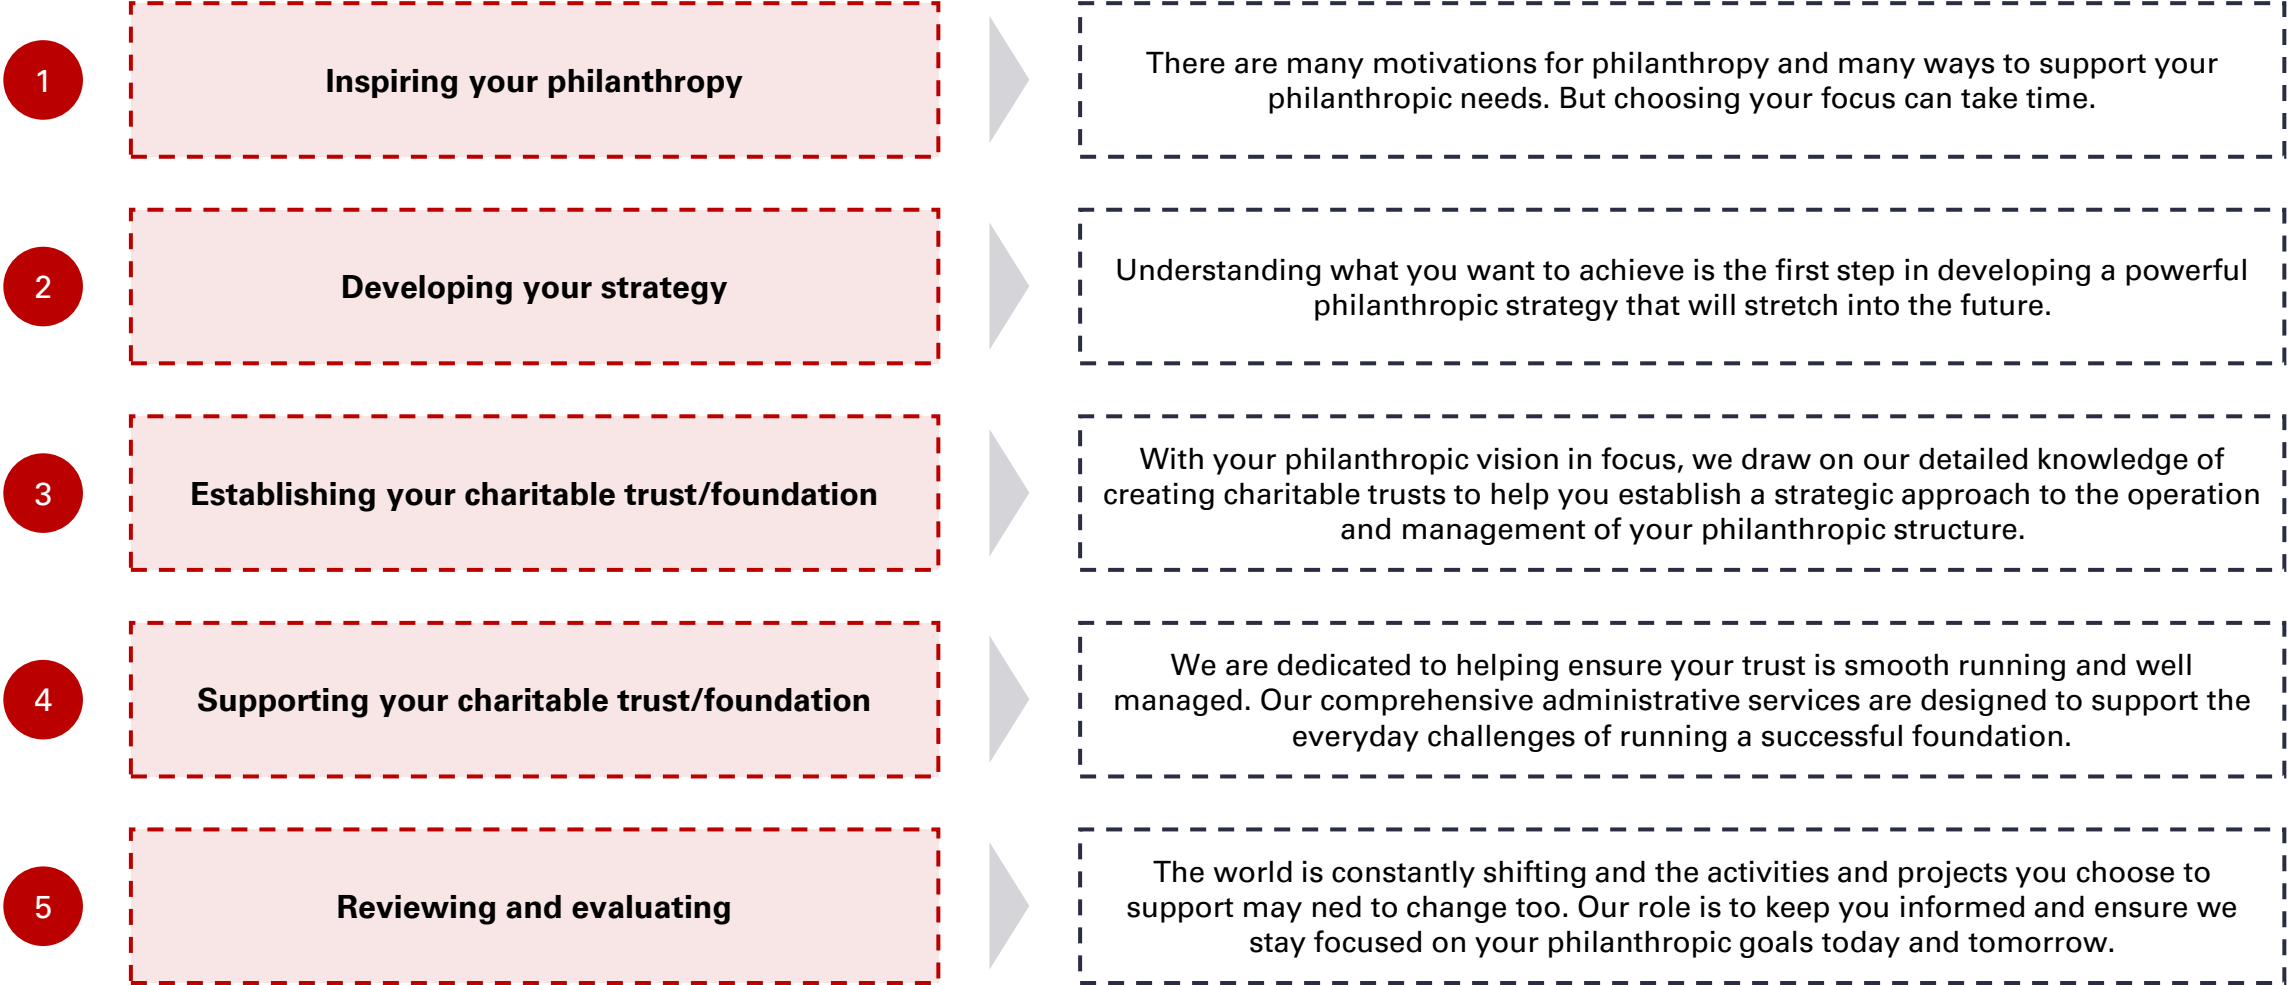 1
Inspiring your philanthropy
There are many motivations for philanthropy and many ways to support your
philanthropic needs. But choosing your focus can take time.
2
Developing your strategy
Understanding what you want to achieve is the first step in developing a powerful
philanthropic strategy that will stretch into the future.
3
Establishing your charitable trust/foundation
With your philanthropic vision in focus, we draw on our detailed knowledge of
creating charitable trusts to help you establish a strategic approach to the operation
and management of your philanthropic structure.
4
Supporting your charitable trust/foundation
We are dedicated to helping ensure your trust is smooth running and well
managed. Our comprehensive administrative services are designed to support the
everyday challenges of running a successful foundation.
5
Reviewing and evaluating
The world is constantly shifting and the activities and projects you choose to
support may ned to change too. Our role is to keep you informed and ensure we
stay focused on your philanthropic goals today and tomorrow.